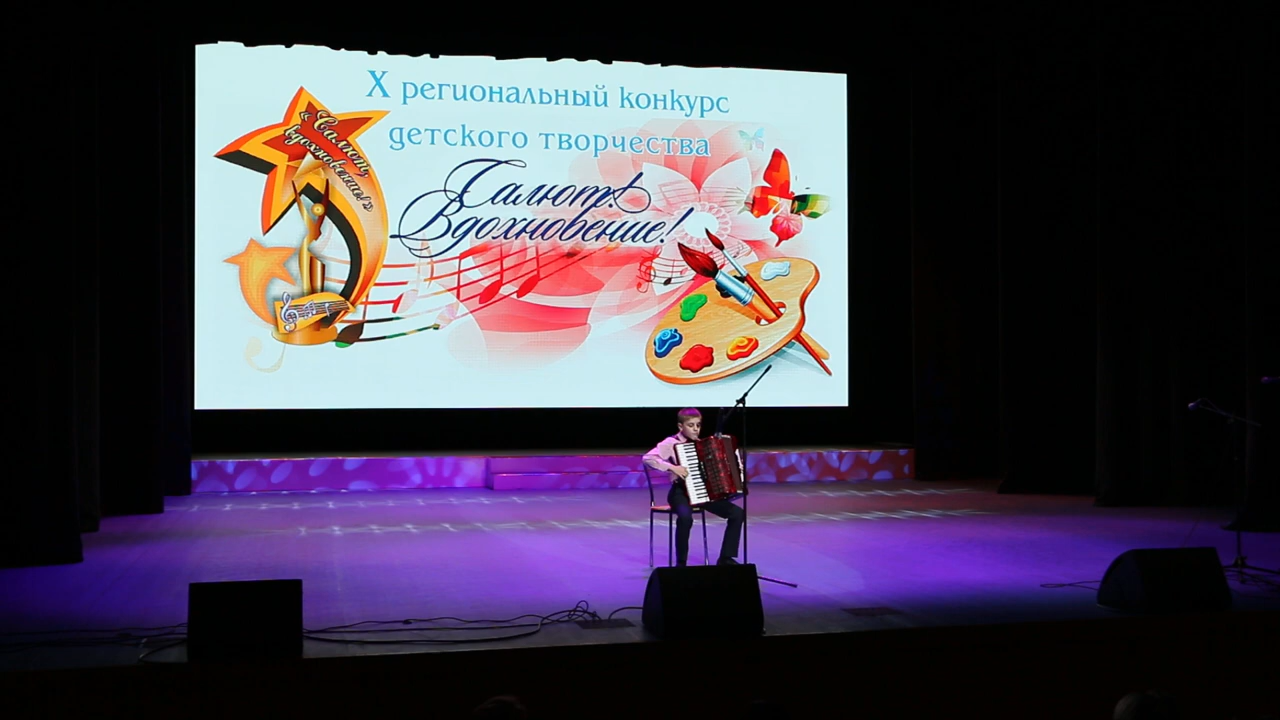 X региональный конкурс
детского творчества
Салют!
Вдохновение!
«Салют,
вдохновение!»